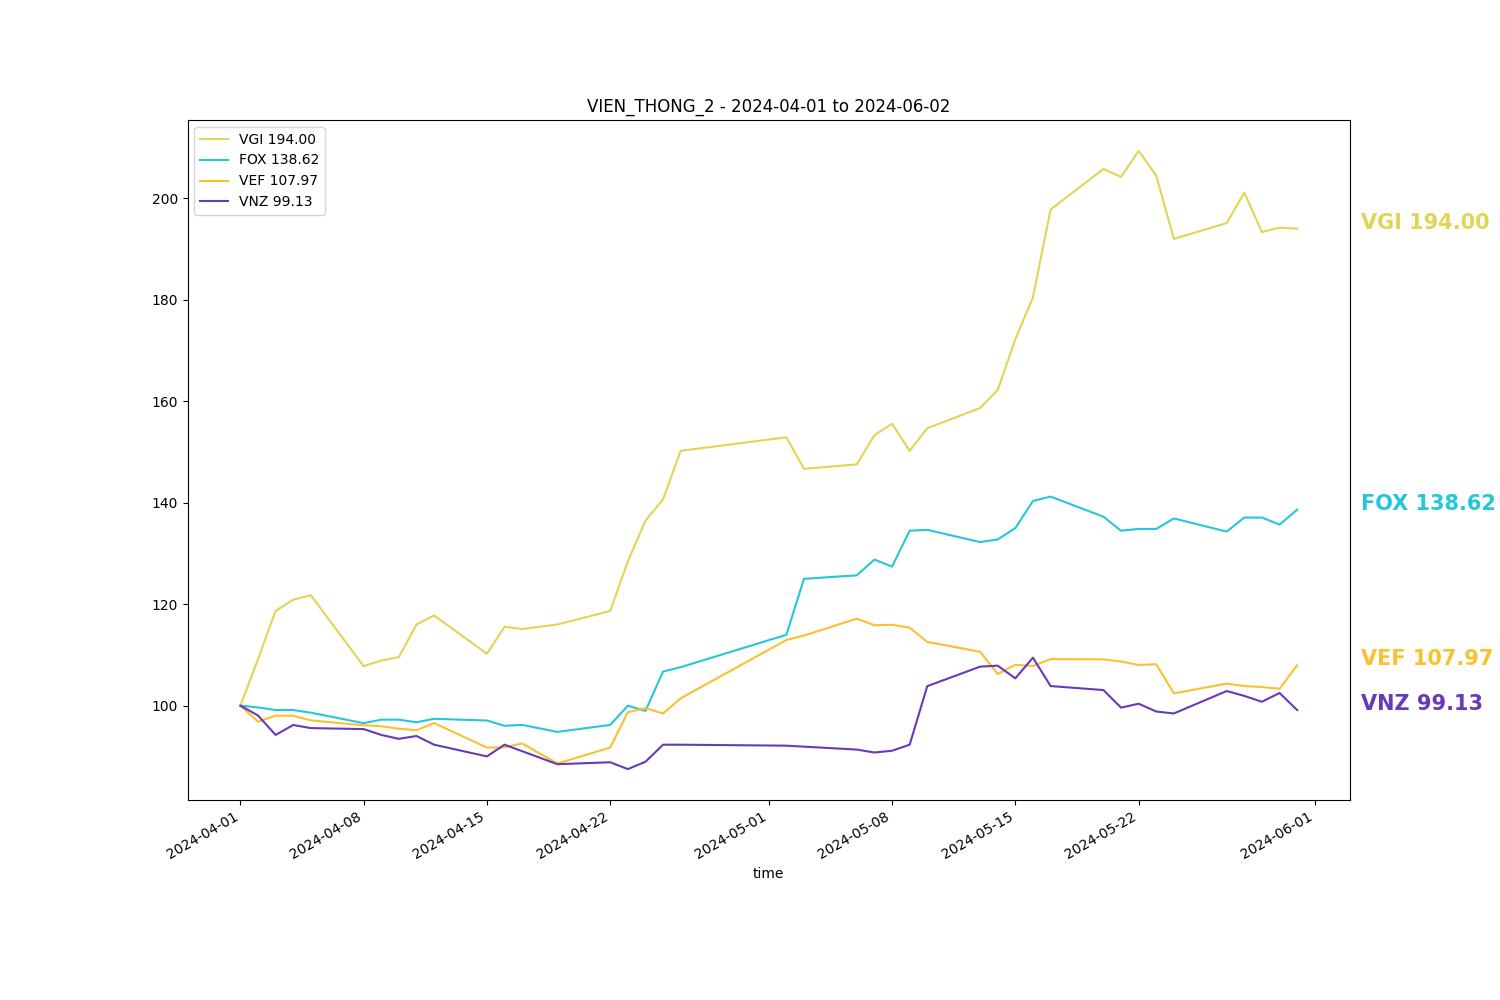 VIEN_THONG_2 - 2024-04-01 to 2024-06-02
VGI 194.00
FOX 138.62
VEF 107.97
VNZ 99.13
200
180
160
140
120
100
VGI 194.00
FOX 138.62
VEF 107.97
VNZ 99.13
2024-04-01
2024-04-08
2024-04-15
2024-04-22
2024-05-01
2024-05-08
2024-05-15
2024-05-22
2024-06-01
time